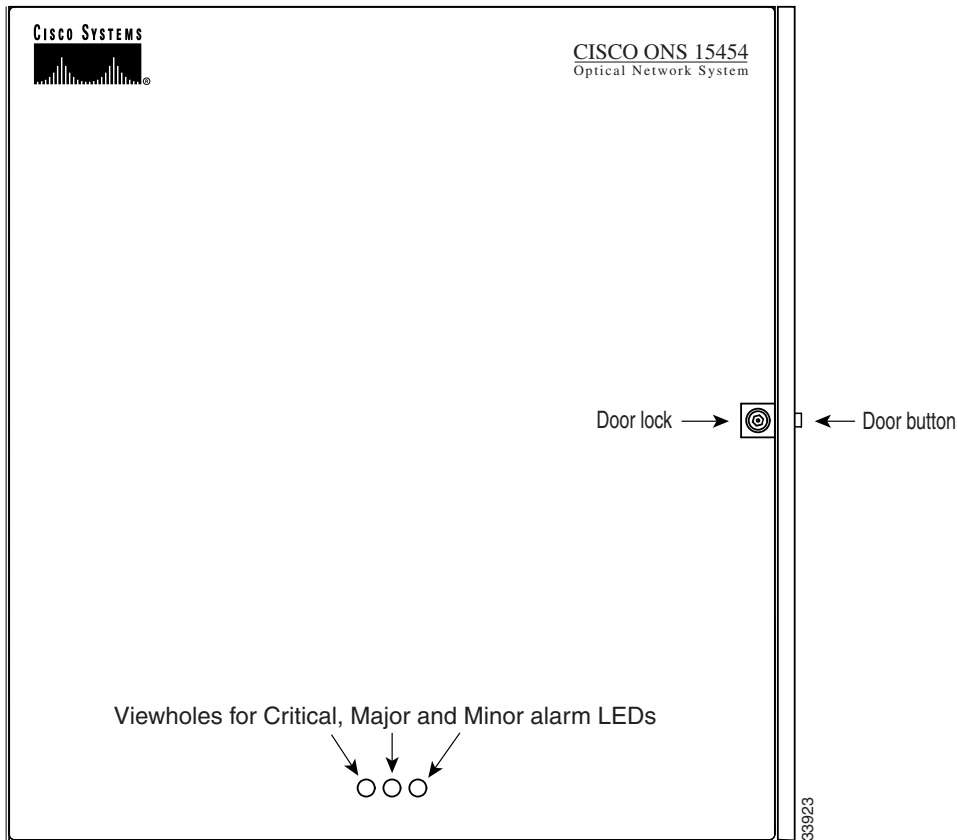 CISCO SYSTEMS
®
CISCO ONS 15454
Optical Network System
Door lock
Door button
Viewholes for Critical, Major and Minor alarm LEDs
33923